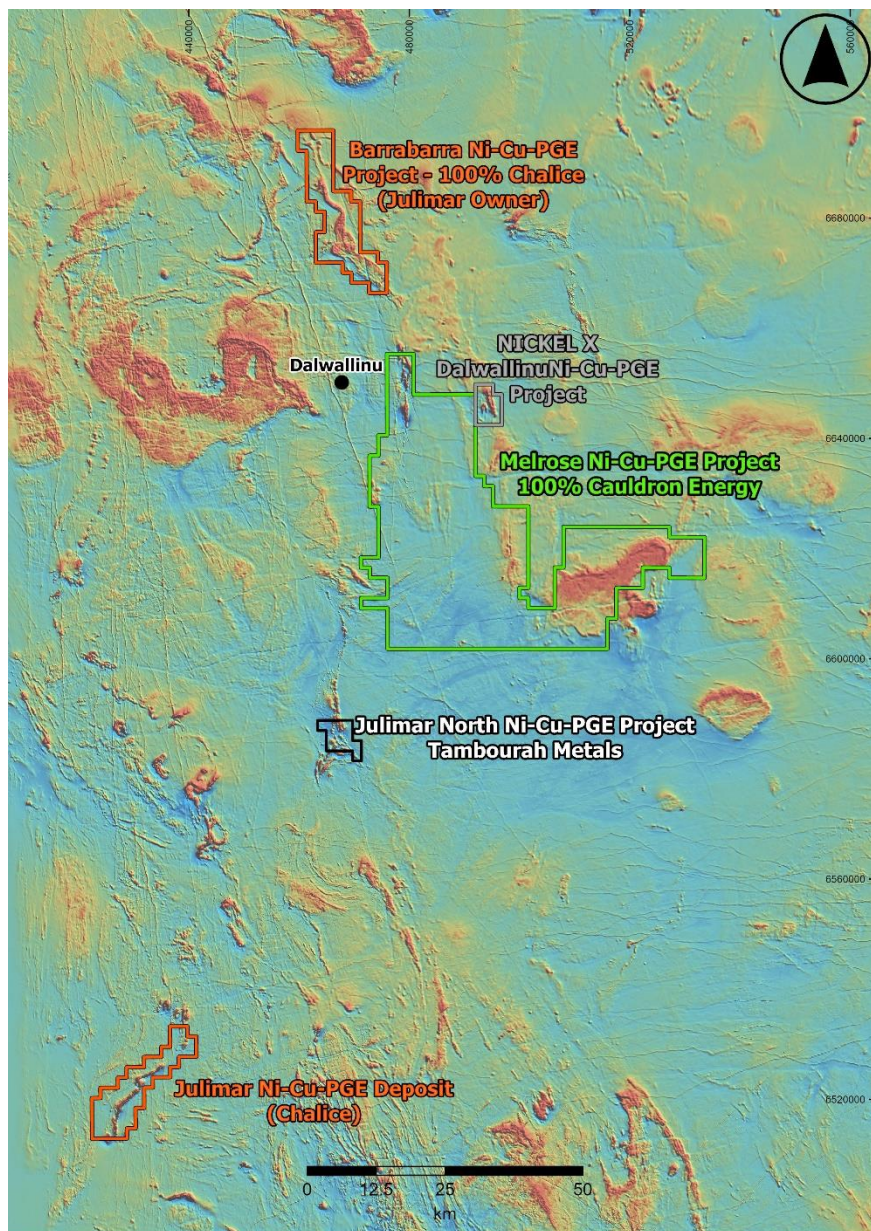 440000
480000
520000
560000
Barrabarra Ni-Cu-PGE
Project - 100% Chalice
(Julimar Owner)
6680000
NICKEL X
DalwallinuNi-Cu-PGE
Project
Dalwallinu
6640000
Melrose Ni-Cu-PGE Project
100% Cauldron Energy
6600000
Julimar North Ni-Cu-PGE Project
Tambourah Metals
6560000
Julimar Ni-Cu-PGE Deposit
(Chalice)
6520000
0 12.5 25 50
km